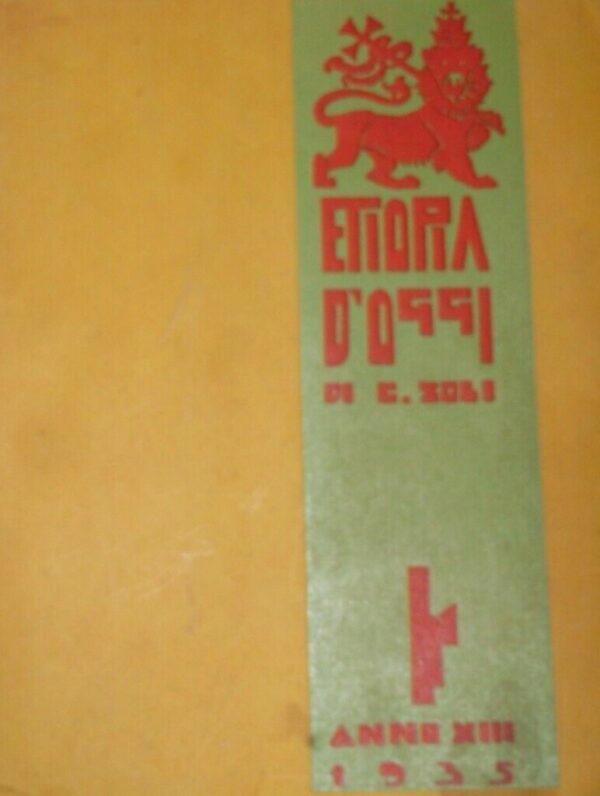 ETIOPIA
D'OGGI
DI C. ZOLI
ANNO XIII
1935